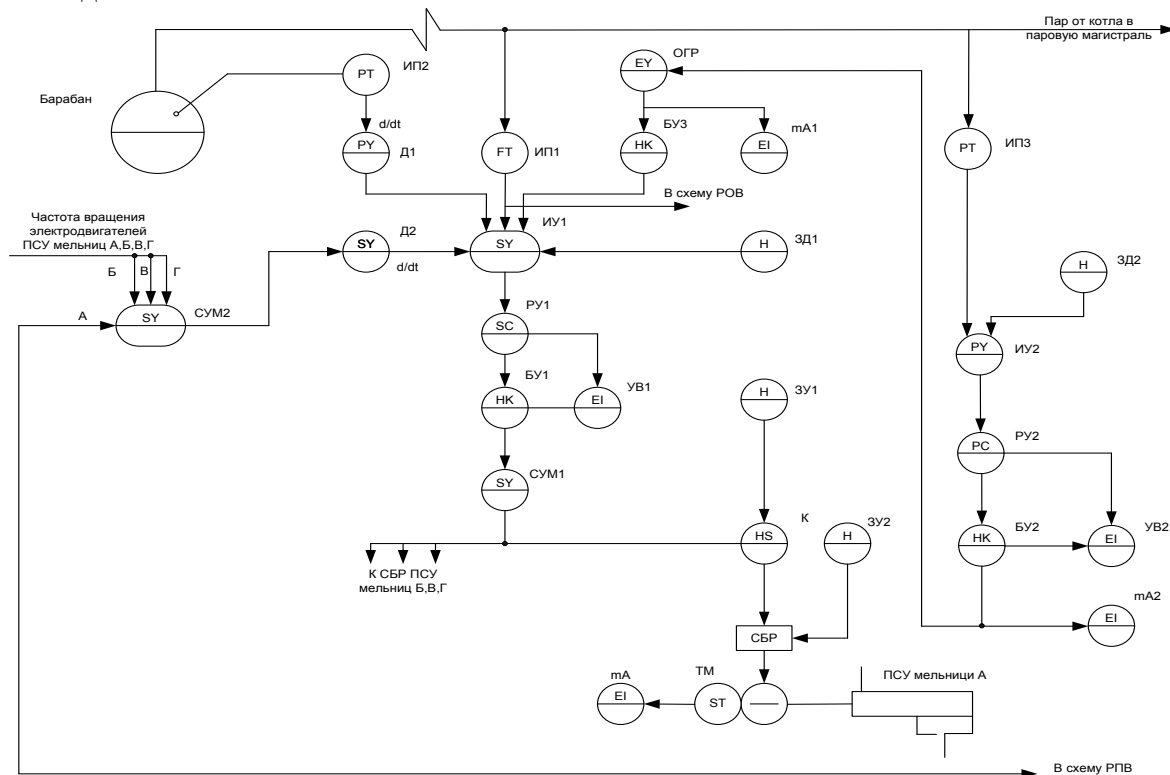 Пар от котла в
паровую магистраль
ИП2
ОГР
PT
EY
Барабан
d/dt
БУ3
mA1
PY
Д1
FT
ИП1
HK
EI
PT
ИП3
В схему РОВ
Частота вращения
электродвигателей
ПСУ мельниц А,Б,В,Г
Д2
ИУ1
SY
SY
H
ЗД1
H
ЗД2
Б
В
Г
d/dt
А
SY
СУМ2
РУ1
SC
PY
ИУ2
БУ1
УВ1
H
ЗУ1
HK
EI
РУ2
PC
СУМ1
SY
К
ЗУ2
БУ2
УВ2
HS
H
HK
EI
К СБР ПСУ
мельниц Б,В,Г
mA2
EI
СБР
mA
ТМ
ПСУ мельници А
EI
ST
В схему РПВ